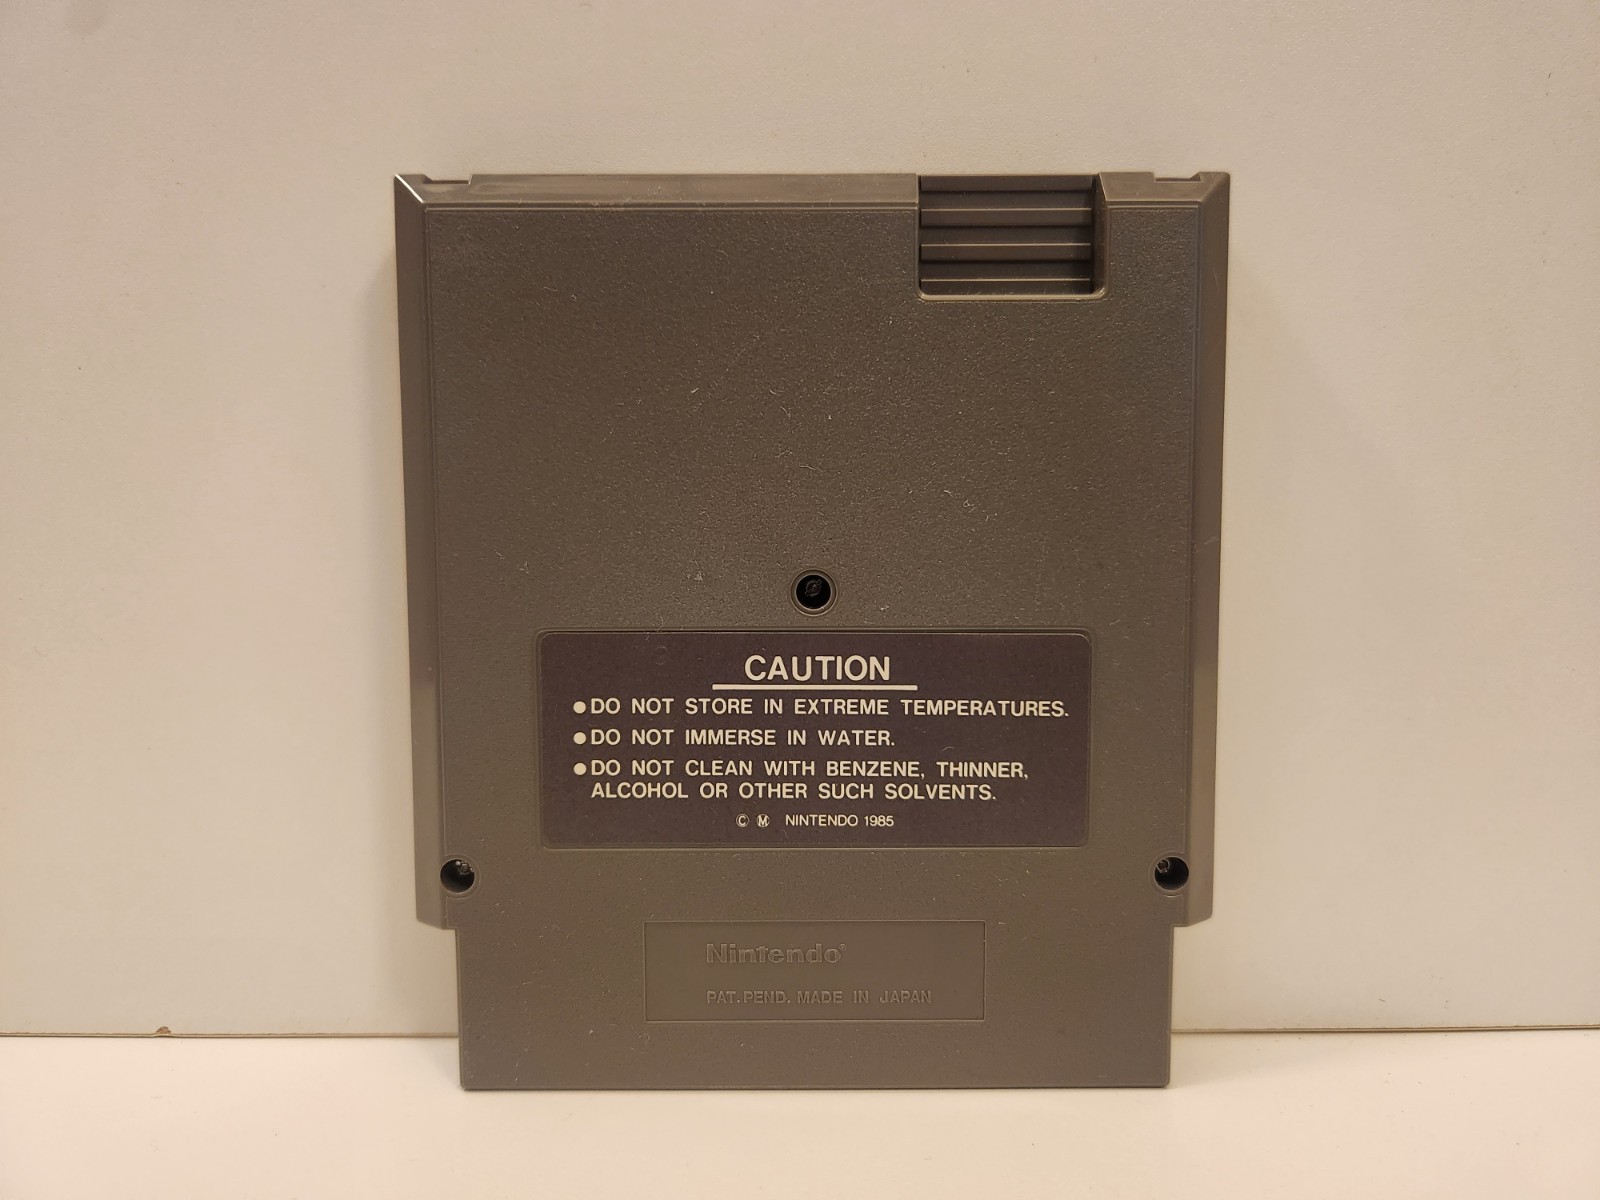 CAUTION
●DO NOT STORE IN EXTREME TEMPERATURES.
●DO NOT IMMERSE IN WATER.
●DO NOT CLEAN WITH BENZENE, THINNER,
ALCOHOL OR OTHER SUCH SOLVENTS.
© Ⓜ NINTENDO 1985
Nintendo®
PAT. PEND. MADE IN JAPAN